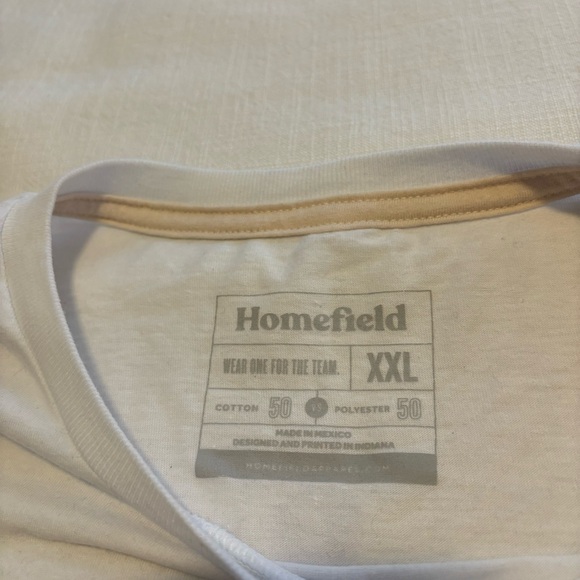 Homefield
WEAR ONE FOR THE TEAM. XXL
COTTON 50 POLYESTER 50
MADE IN MEXICO
DESIGNED AND PRINTED IN INDIANA
HOMEFIELDAPPAREL.COM